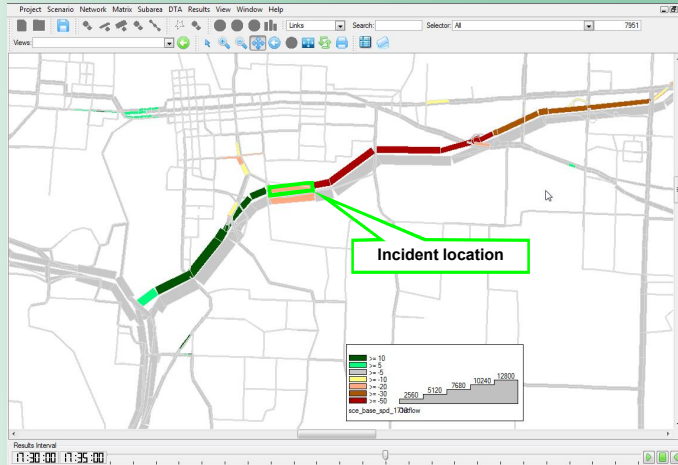 Project Scenario Network Matrix Subarea DTA Results View Window Help
Links Search: Selector: All 7951
Views:
Incident location
>= 10
>= 5
>= -5
>= -10
>= -20
>= -30
>= -50
2560 5120 7680 10240 12800
Results Interval
17:30:00 17:35:00